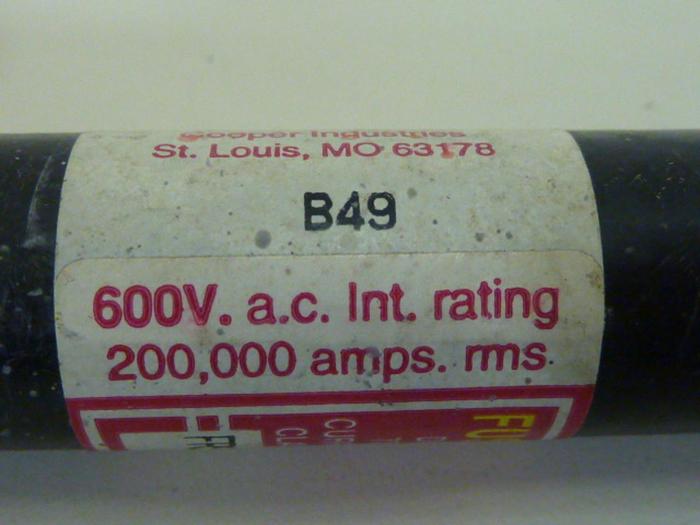 Cooper Industries
St. Louis, MO 63178
B49
600V. a.c. Int. rating
200,000 amps. rms.